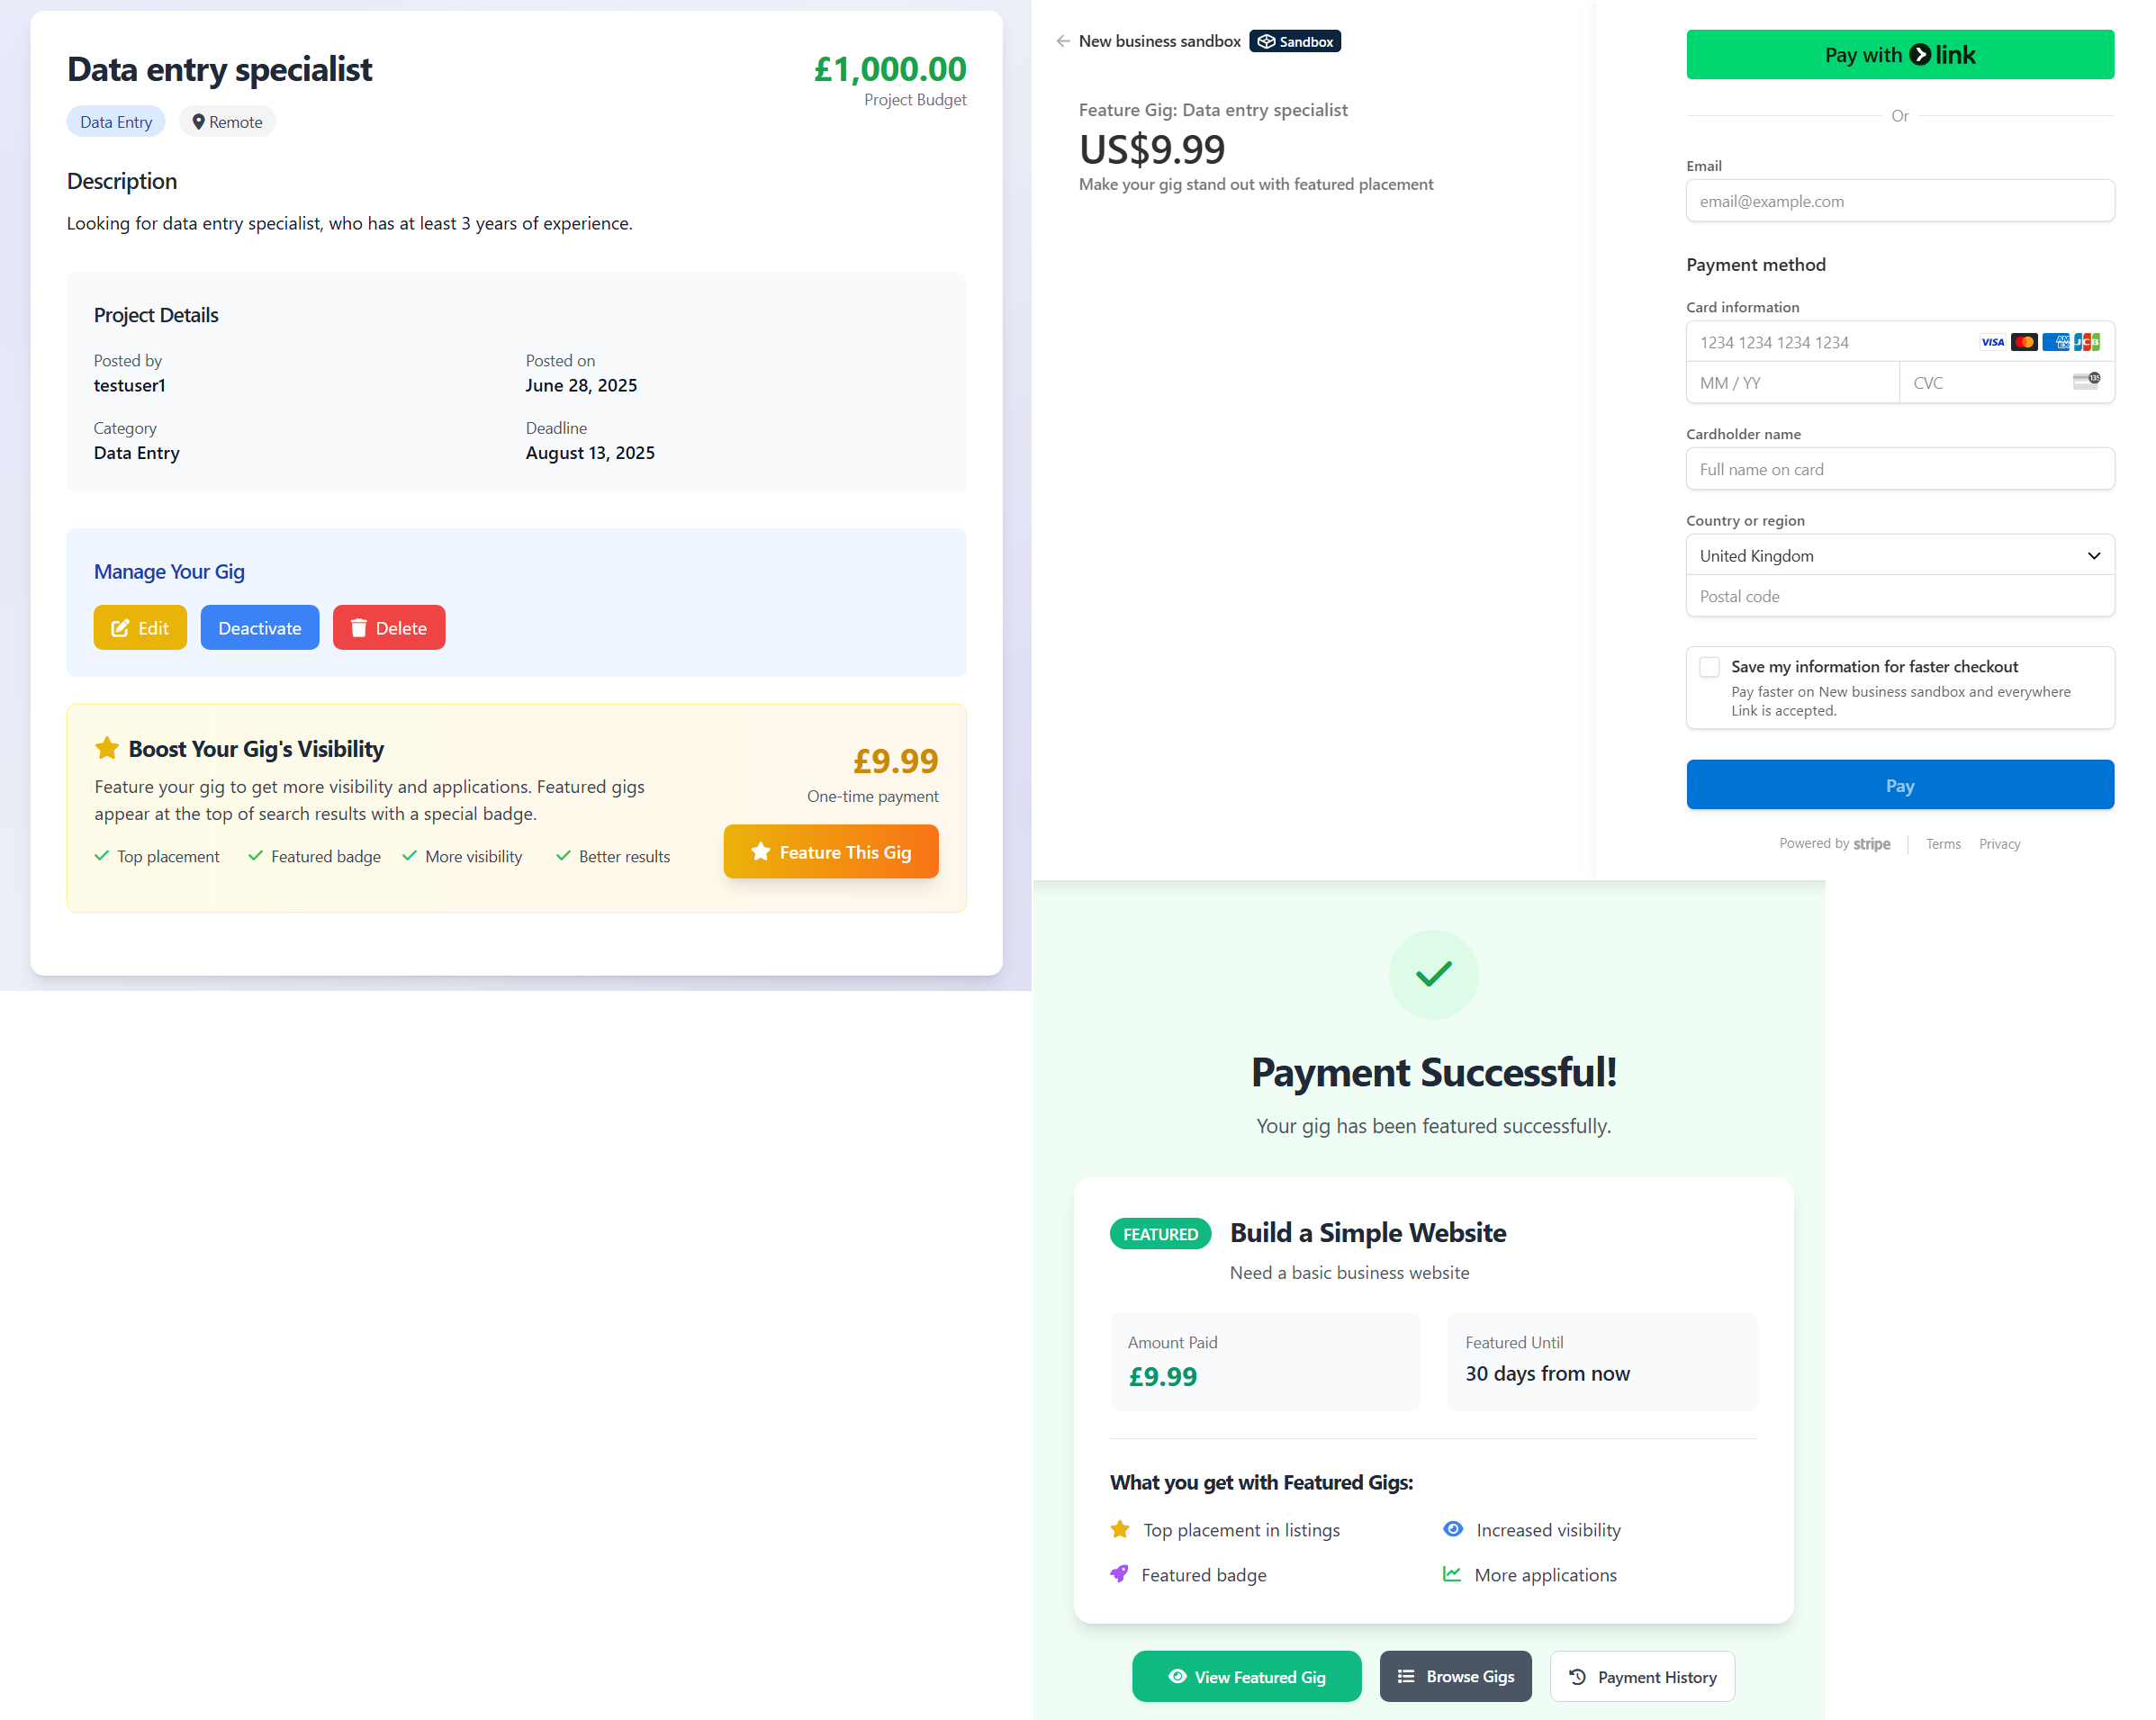 Data entry specialist
£1,000.00
Project Budget
Data Entry
Remote
Description
Looking for data entry specialist, who has at least 3 years of experience.
Project Details
Posted by
testuser1
Posted on
June 28, 2025
Category
Data Entry
Deadline
August 13, 2025
Manage Your Gig
Edit
Deactivate
Delete
Boost Your Gig's Visibility
Feature your gig to get more visibility and applications. Featured gigs
appear at the top of search results with a special badge.
Top placement
Featured badge
More visibility
Better results
£9.99
One-time payment
Feature This Gig
New business sandbox
Sandbox
Feature Gig: Data entry specialist
US$9.99
Make your gig stand out with featured placement
Pay with link
Or
Email
email@example.com
Payment method
Card information
1234 1234 1234 1234
VISA
AM EX
JCB
MM / YY
CVC
135
Cardholder name
Full name on card
Country or region
United Kingdom
Postal code
Save my information for faster checkout
Pay faster on New business sandbox and everywhere
Link is accepted.
Pay
Powered by stripe
Terms
Privacy
Payment Successful!
Your gig has been featured successfully.
FEATURED
Build a Simple Website
Need a basic business website
Amount Paid
£9.99
Featured Until
30 days from now
What you get with Featured Gigs:
Top placement in listings
Increased visibility
Featured badge
More applications
View Featured Gig
Browse Gigs
Payment History